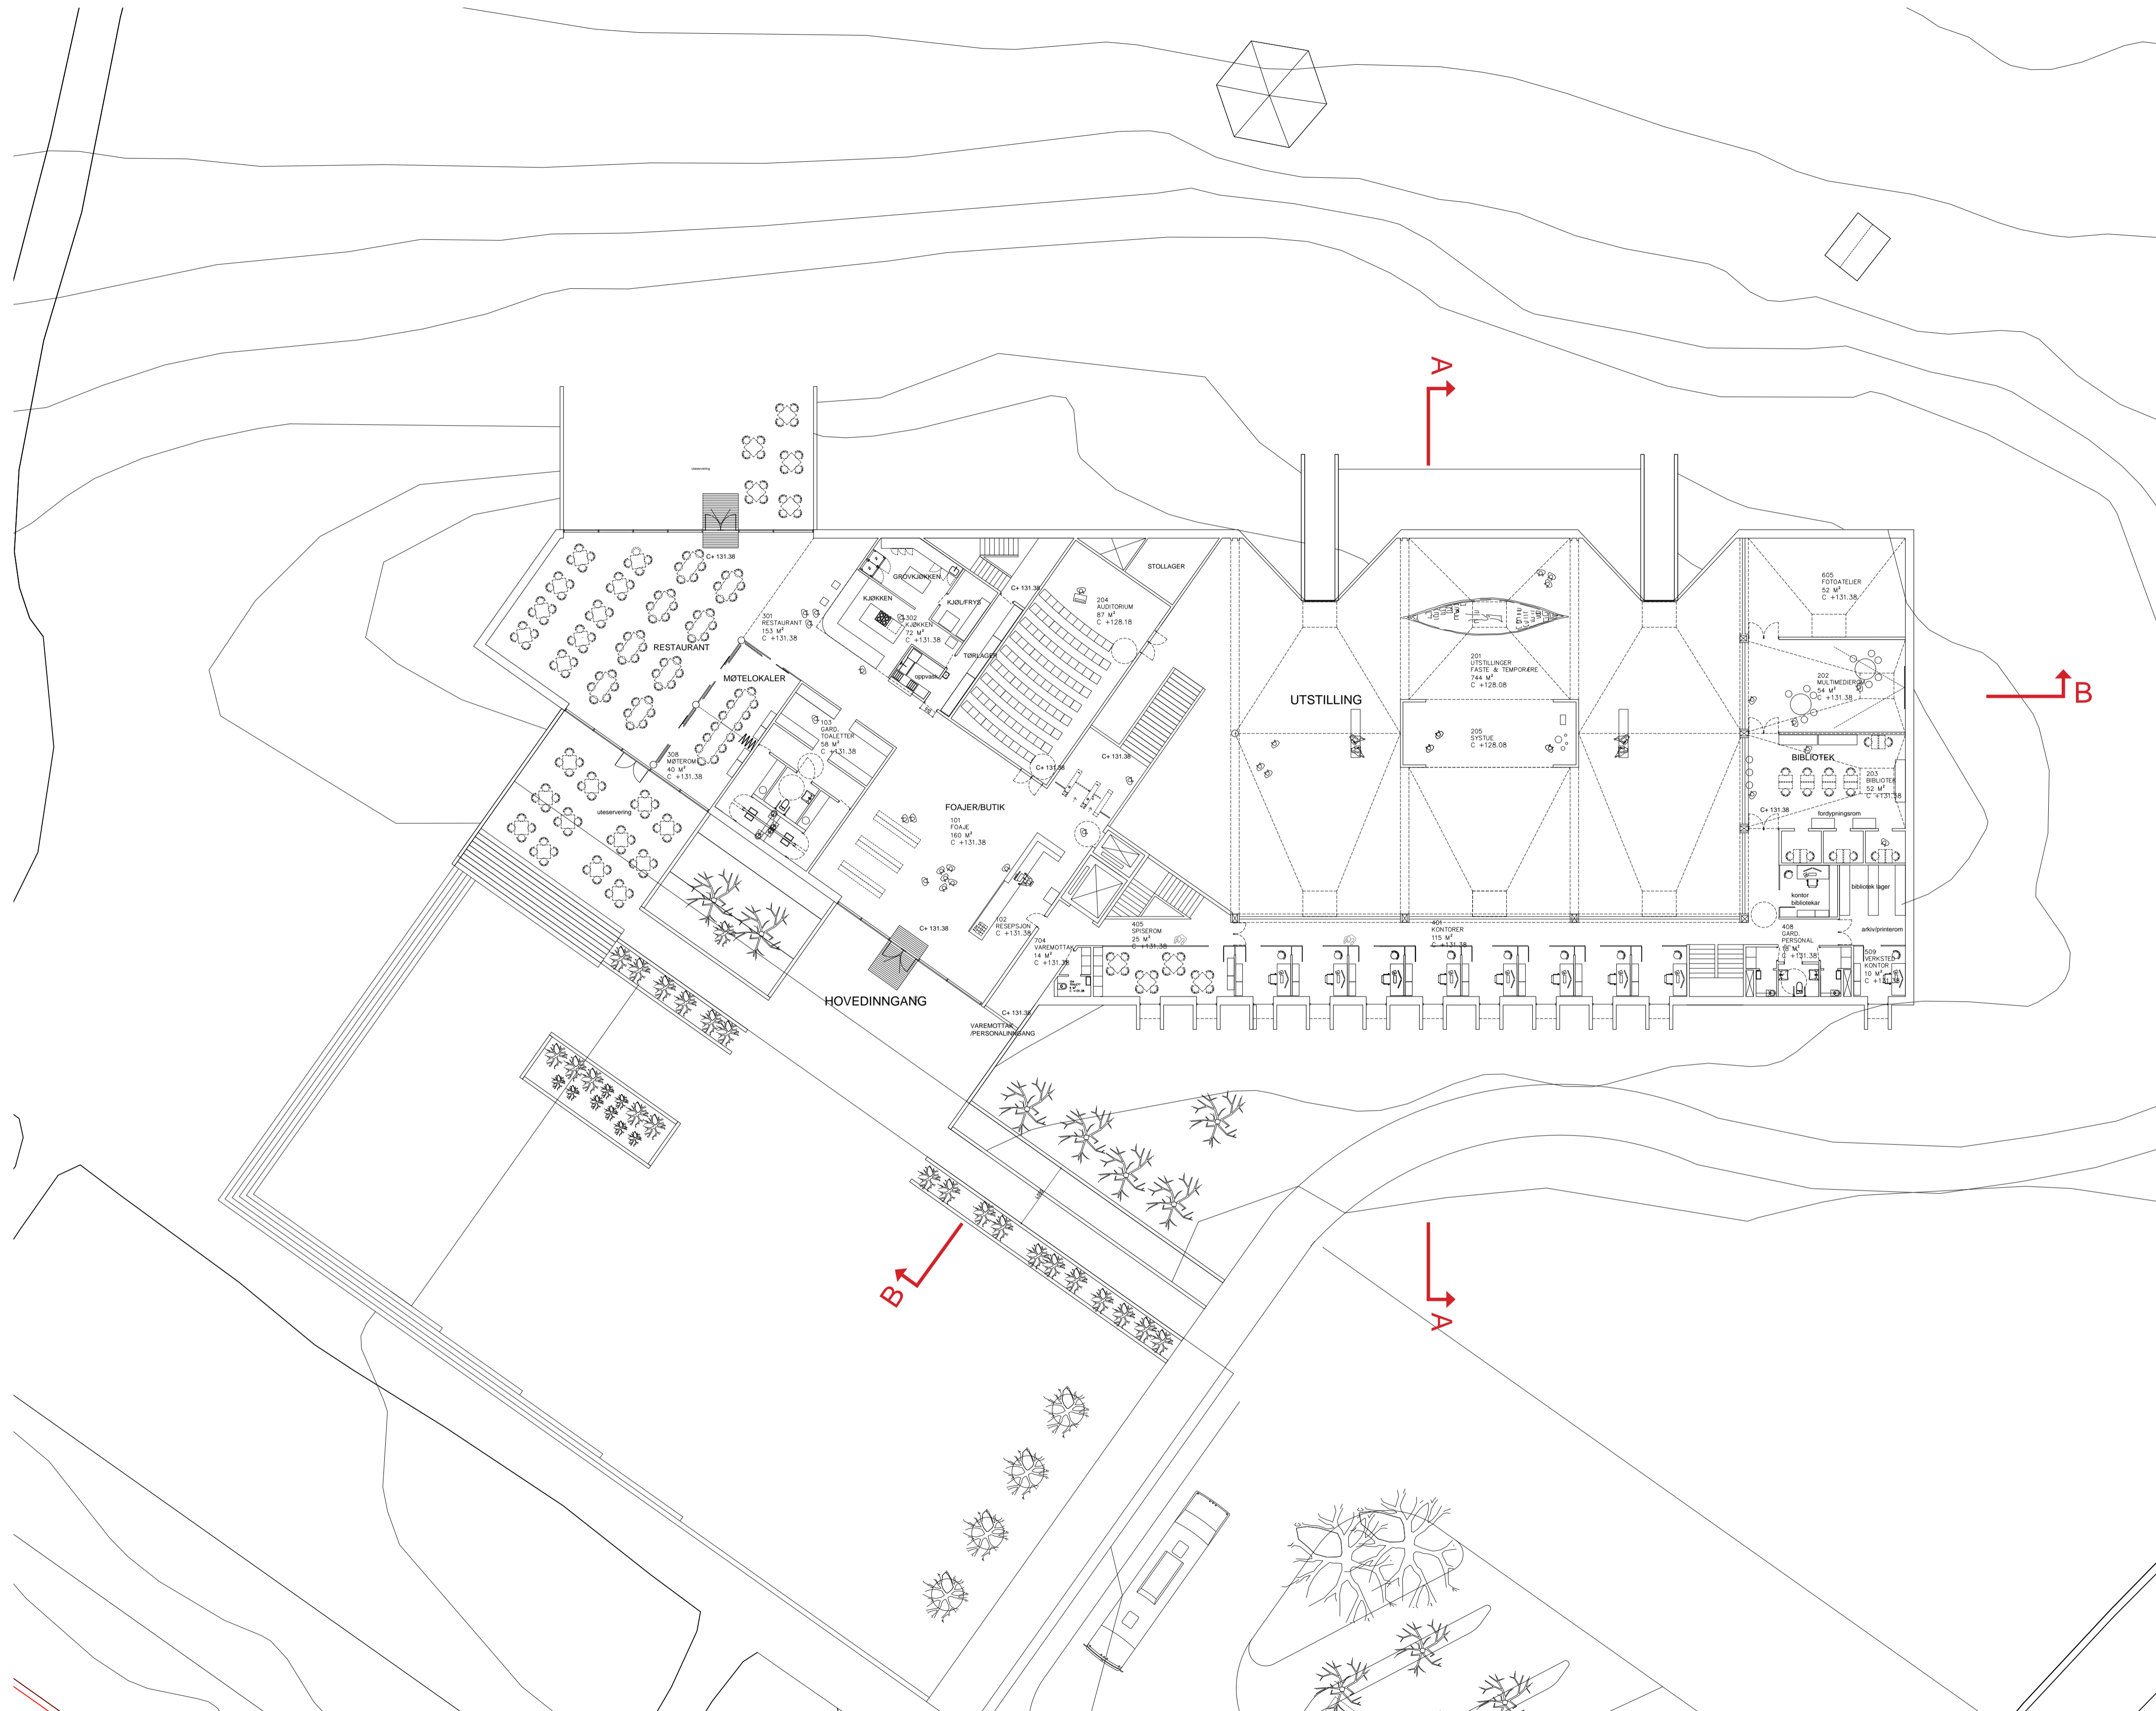 A
uteservering
C+ 131.38
GROVKJØKKEN
KJØKKEN
KJØL/FRYS
C+ 131.38
STOLLAGER
204
AUDITORIUM
87 M²
C +128.18
605
FOTOATELIER
52 M²
C +131.38
301
RESTAURANT
153 M²
C +131.38
302
KJØKKEN
72 M²
C +131.38
RESTAURANT
TØRLAGER
oppvask
MØTELOKALER
201
UTSTILLINGER
FASTE & TEMPORÆRE
744 M²
C +128.08
UTSTILLING
202
MULTIMEDIEROM
54 M²
C +131.38
B
103
GARD.
TOALETTER
58 M²
C +131.38
205
SYSTUE
C +128.08
308
MØTEROM
40 M²
C +131.38
C+ 131.38
C+ 131.38
BIBLIOTEK
203
BIBLIOTEK
52 M²
C +131.38
C+ 131.38
fordypningsrom
uteservering
FOAJER/BUTIK
101
FOAJE
160 M²
C +131.38
kontor
bibliotekar
bibliotek lager
C+ 131.38
102
RESEPSJON
C +131.38
704
VAREMOTTAK
14 M²
C +131.38
405
SPISEROM
25 M²
C +131.38
401
KONTORER
115 M²
C +131.38
408
GARD.
PERSONAL
18 M²
C +131.38
arkiv/printerom
509
VERKSTED
KONTOR
10 M²
C +131.38
HOVEDINNGANG
C+ 131.38
VAREMOTTAK
/PERSONALINNGANG
B
A